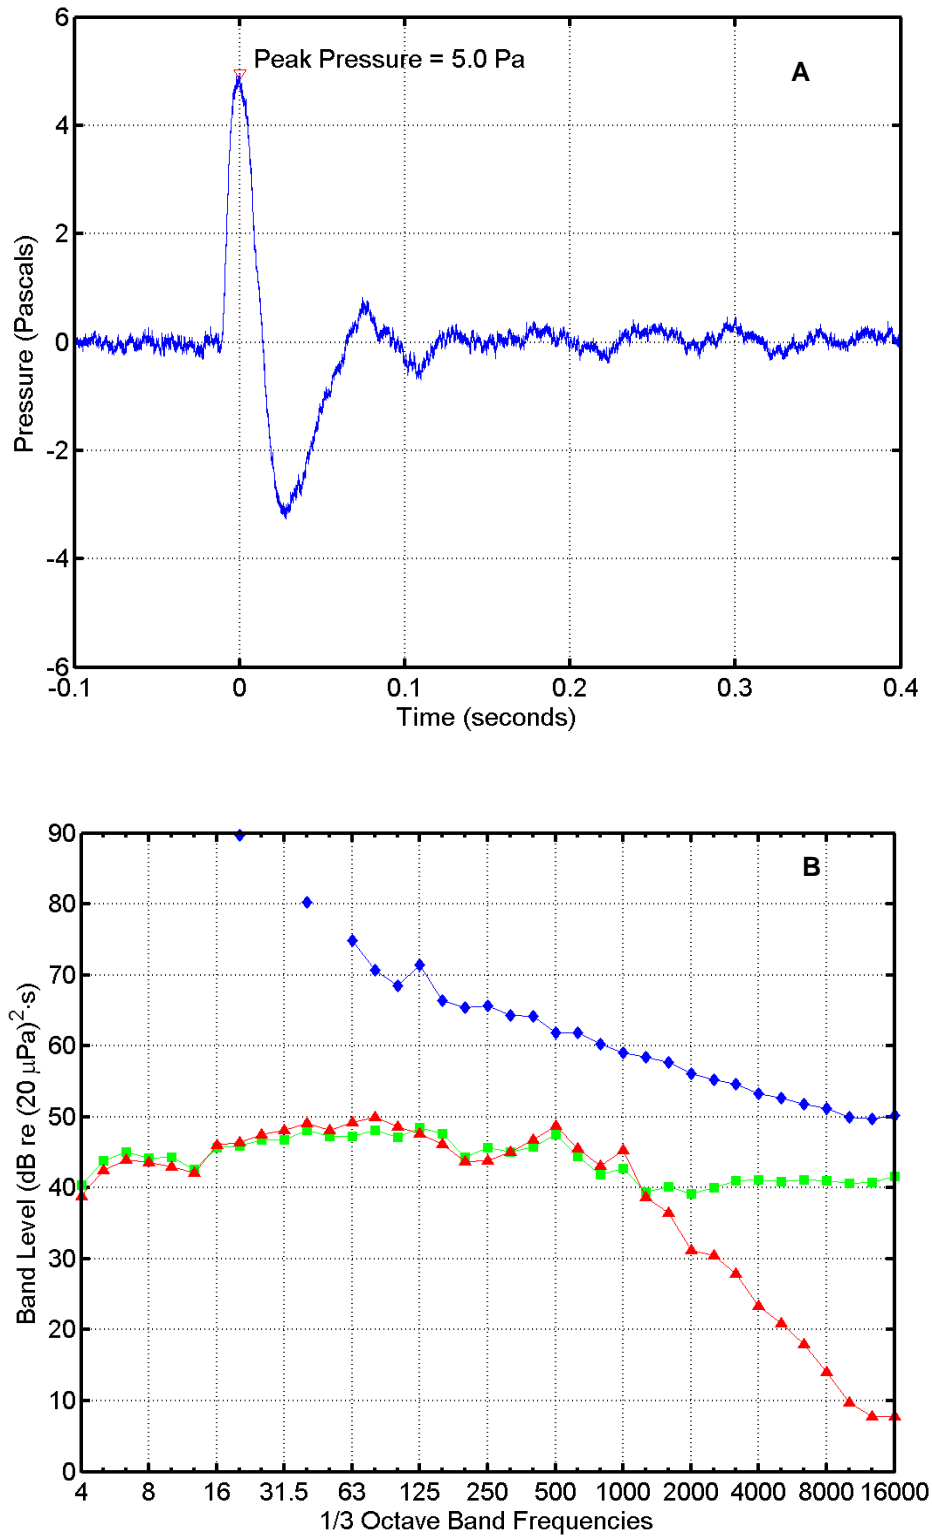 6
Peak Pressure = 5.0 Pa
A
4
2
0
-2
-4
-6
Pressure (Pascals)
-0.1 0 0.1 0.2 0.3 0.4
Time (seconds)
90
B
80
70
60
50
40
30
20
10
0
Band Level (dB re (20 μPa)²·s)
4 8 16 31.5 63 125 250 500 1000 2000 4000 8000 16000
1/3 Octave Band Frequencies